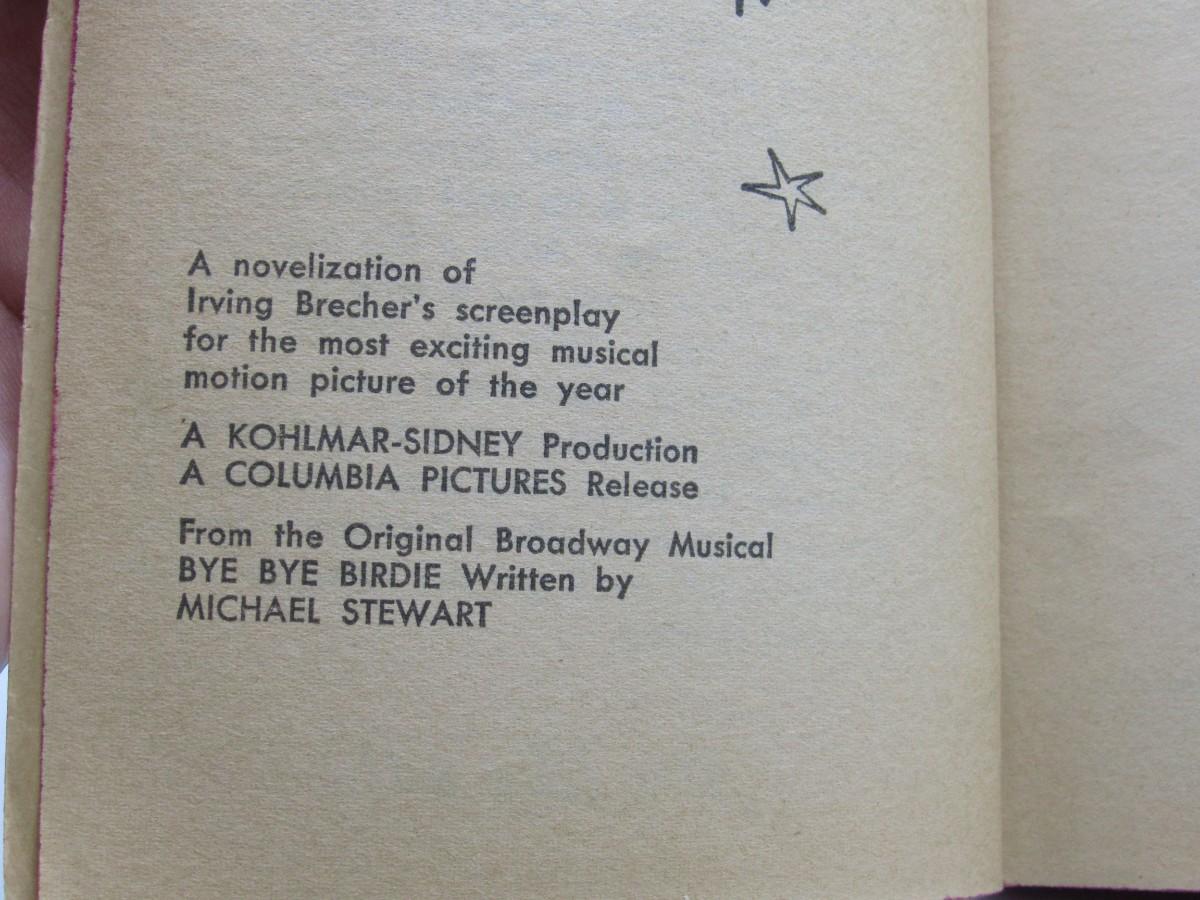 A novelization of
Irving Brecher's screenplay
for the most exciting musical
motion picture of the year
A KOHLMAR-SIDNEY Production
A COLUMBIA PICTURES Release
From the Original Broadway Musical
BYE BYE BIRDIE Written by
MICHAEL STEWART